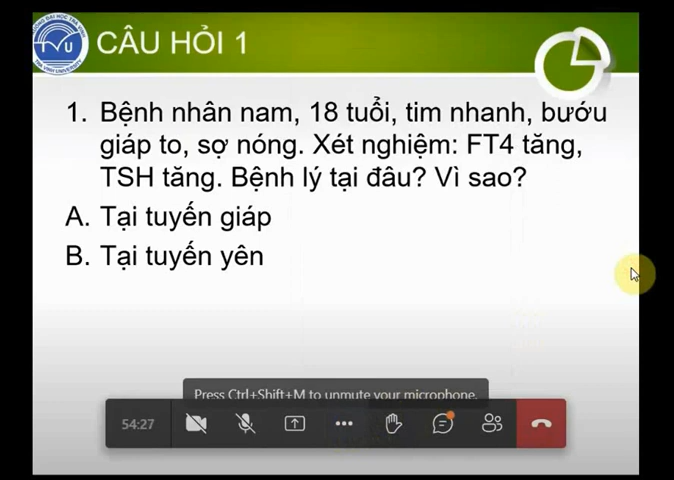 CÂU HỎI 1
1. Bệnh nhân nam, 18 tuổi, tim nhanh, bướu
giáp to, sợ nóng. Xét nghiệm: FT4 tăng,
TSH tăng. Bệnh lý tại đâu? Vì sao?
A. Tại tuyến giáp
B. Tại tuyến yên
Press Ctrl+Shift+M to unmute your microphone.
54:27